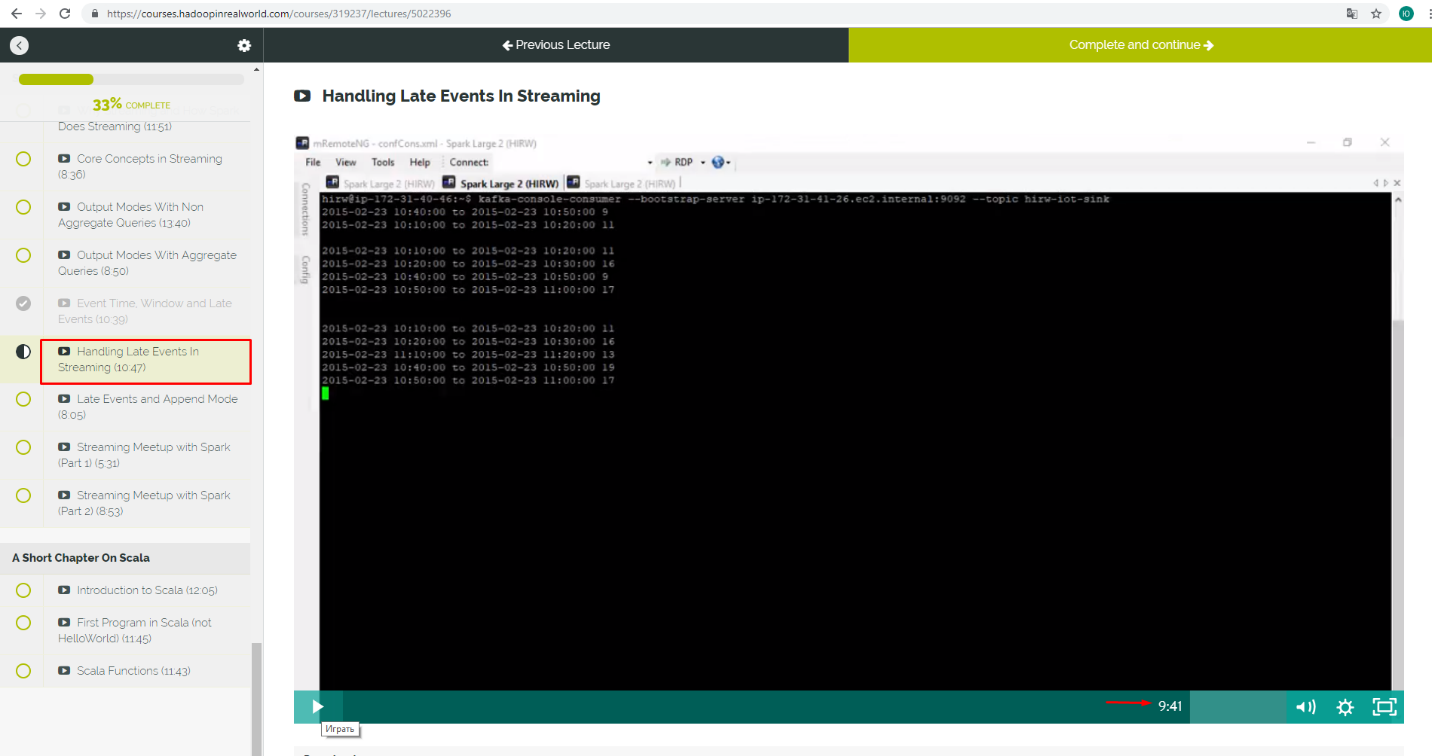 https://courses.hadoopinrealworld.com/courses/319237/lectures/5022396
Ю
Previous Lecture
Complete and continue
33% COMPLETE
Does Streaming (11:51)
Core Concepts in Streaming
(8:36)
Output Modes With Non
Aggregate Queries (13:40)
Output Modes With Aggregate
Queries (8:50)
Event Time, Window and Late
Events (10:39)
Handling Late Events In
Streaming (10:47)
Late Events and Append Mode
(8:05)
Streaming Meetup with Spark
(Part 1) (5:31)
Streaming Meetup with Spark
(Part 2) (8:53)
A Short Chapter On Scala
Introduction to Scala (12:05)
First Program in Scala (not
HelloWorld) (11:45)
Scala Functions (11:43)
Handling Late Events In Streaming
mRemoteNG - confCons.xml - Spark Large 2 (HIRW)
File View Tools Help Connect: RDP
Spark Large 2 (HIRW) Spark Large 2 (HIRW) Spark Large 2 (HIRW)
Connections
Config
hirw@ip-172-31-40-46:~$ kafka-console-consumer --bootstrap-server ip-172-31-41-26.ec2.internal:9092 --topic hirw-iot-sink
2015-02-23 10:40:00 to 2015-02-23 10:50:00 9
2015-02-23 10:10:00 to 2015-02-23 10:20:00 11
2015-02-23 10:10:00 to 2015-02-23 10:20:00 11
2015-02-23 10:20:00 to 2015-02-23 10:30:00 16
2015-02-23 10:40:00 to 2015-02-23 10:50:00 9
2015-02-23 10:50:00 to 2015-02-23 11:00:00 17
2015-02-23 10:10:00 to 2015-02-23 10:20:00 11
2015-02-23 10:20:00 to 2015-02-23 10:30:00 16
2015-02-23 11:10:00 to 2015-02-23 11:20:00 13
2015-02-23 10:40:00 to 2015-02-23 10:50:00 19
2015-02-23 10:50:00 to 2015-02-23 11:00:00 17
9:41
Играть